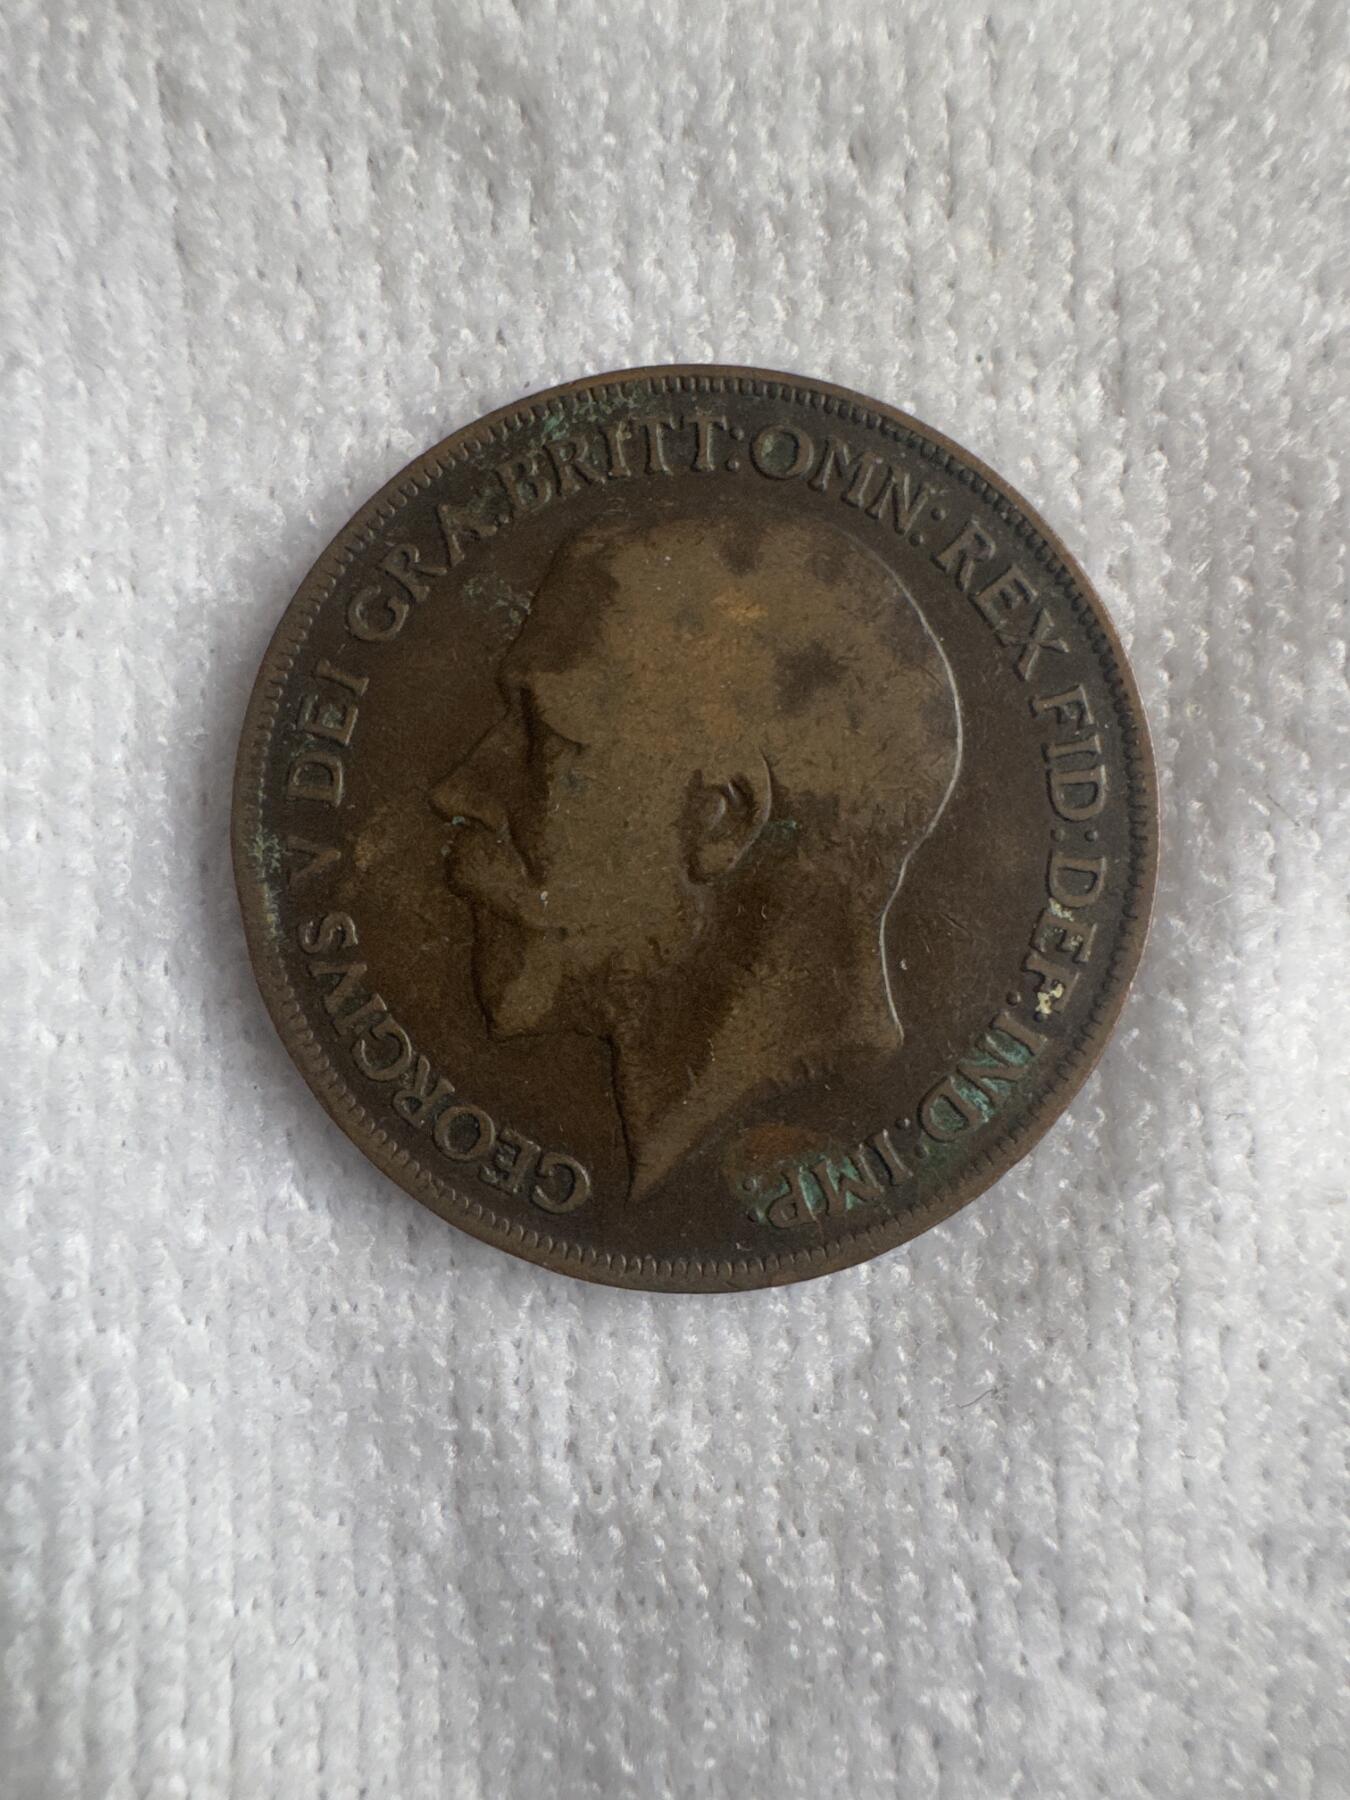 GEORGIVS V DEI GRA: BRITT: OMN: REX FID: DEF: IND: IMP: